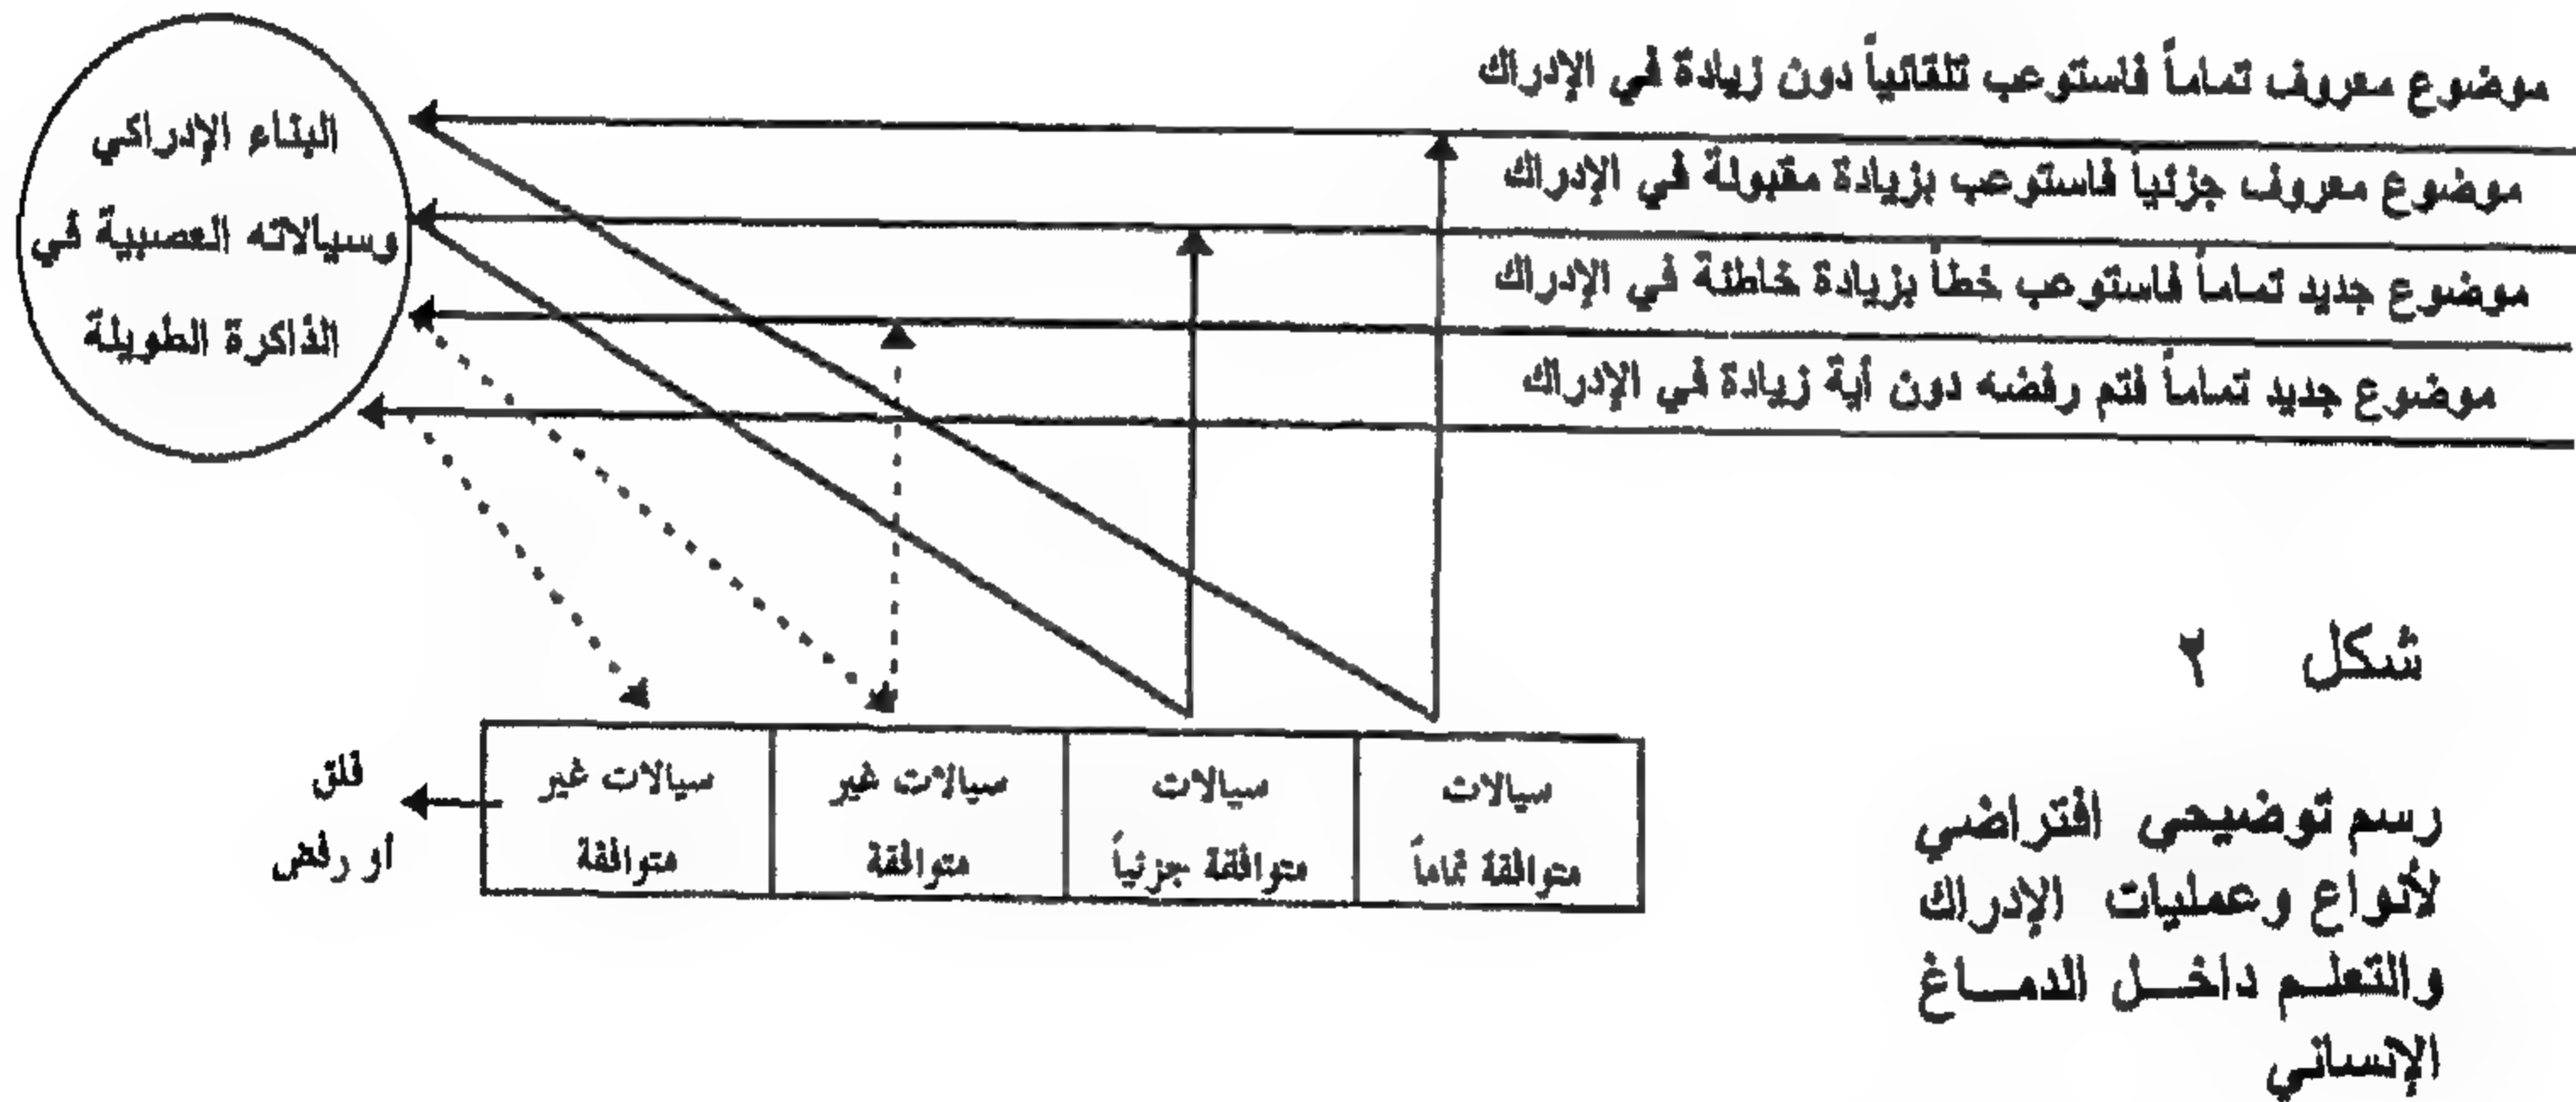 موضوع معروف تماماً فاستوعب تلقائياً دون زيادة في الإدراك
موضوع معروف جزئياً فاستوعب بزيادة مقبولة في الإدراك
موضوع جديد تماماً فاستوعب خطأ بزيادة خاطئة في الإدراك
موضوع جديد تماماً فتم رفضه دون أية زيادة في الإدراك
البناء الإدراكي
وسيالاته العصبية في
الذاكرة الطويلة
شكل ٢
رسم توضيحي افتراضي
لأنواع وعمليات الإدراك
والتعلم داخل الدماغ
الإنساني
سيالات
متوافقة تماماً
سيالات
متوافقة جزئياً
سيالات غير
متوافقة
سيالات غير
متوافقة
قلق
أو رفض